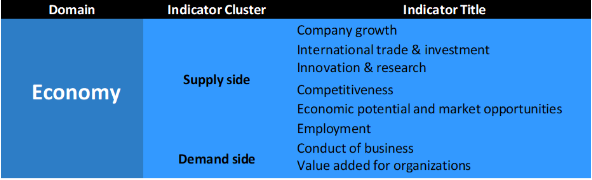 Domain Indicator Cluster Indicator Title
Economy
Supply side
Company growth
International trade & investment
Innovation & research
Competitiveness
Economic potential and market opportunities
Employment
Demand side
Conduct of business
Value added for organizations